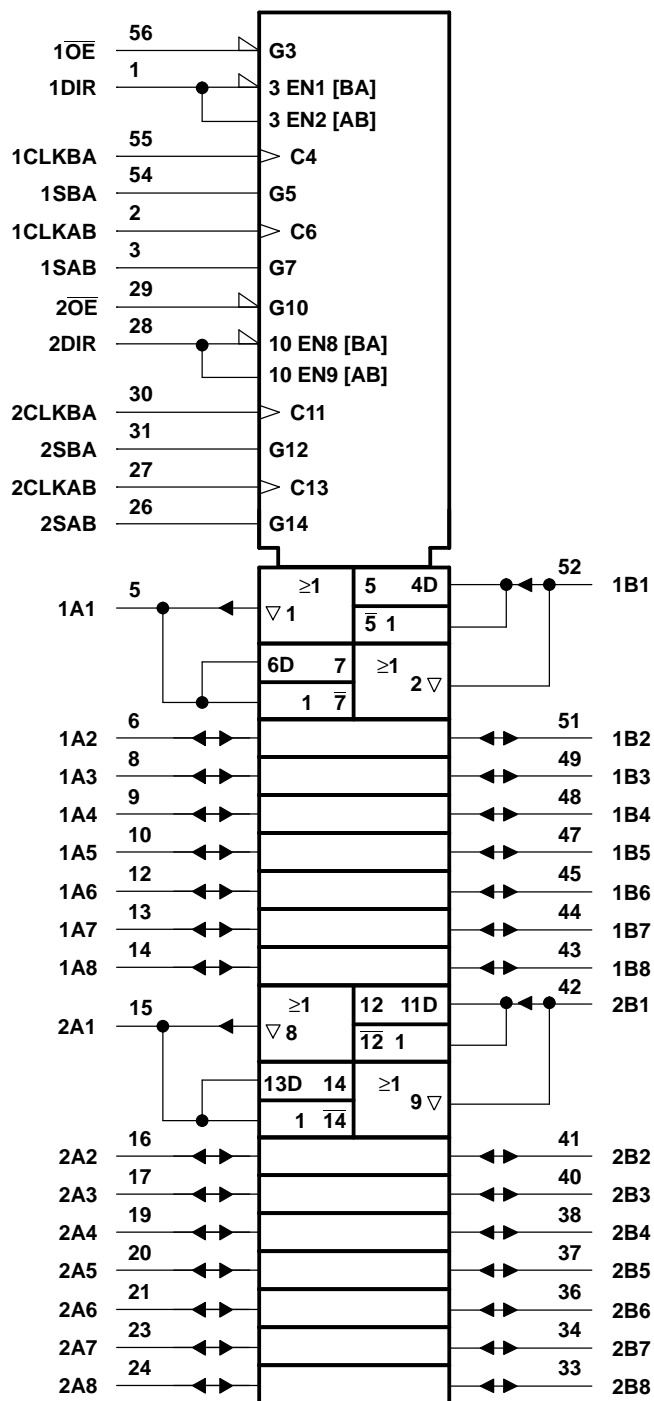 1OE 56 G3
1DIR 1 3 EN1 [BA]
3 EN2 [AB]
1CLKBA 55 C4
1SBA 54 G5
1CLKAB 2 C6
1SAB 3 G7
2OE 29 G10
2DIR 28 10 EN8 [BA]
10 EN9 [AB]
2CLKBA 30 C11
2SBA 31 G12
2CLKAB 27 C13
2SAB 26 G14
1A1 5 ≥1 5 4D 52 1B1
▽ 1 5̅ 1
6D 7 ≥1
1 7̅ 2 ▽
1A2 6 51 1B2
1A3 8 49 1B3
1A4 9 48 1B4
1A5 10 47 1B5
1A6 12 45 1B6
1A7 13 44 1B7
1A8 14 43 1B8
2A1 15 ≥1 12 11D 42 2B1
▽ 8 1̅2̅ 1
13D 14 ≥1
1 1̅4̅ 9 ▽
2A2 16 41 2B2
2A3 17 40 2B3
2A4 19 38 2B4
2A5 20 37 2B5
2A6 21 36 2B6
2A7 23 34 2B7
2A8 24 33 2B8